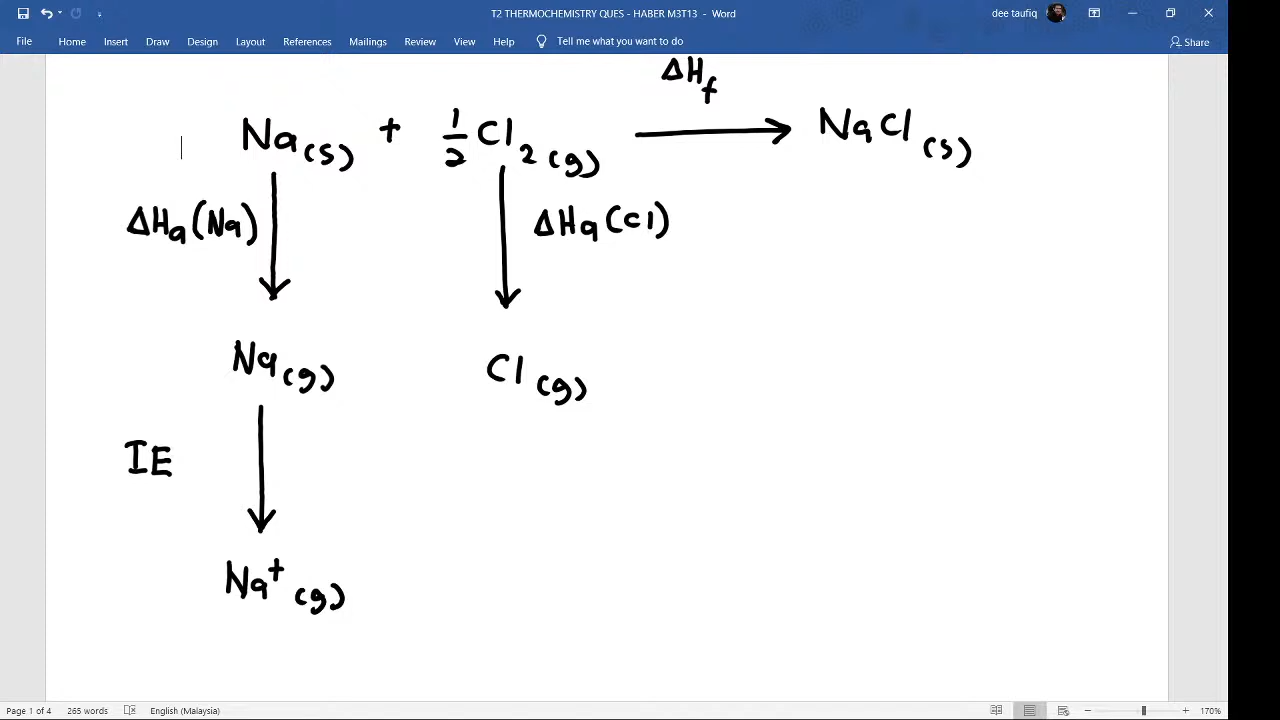 T2 THERMOCHEMISTRY QUES - HABER M3T13 - Word
dee taufiq
File Home Insert Draw Design Layout References Mailings Review View Help Tell me what you want to do Share
ΔHf
Na(s) + 1/2 Cl2(g) → NaCl(s)
ΔHa(Na) ΔHa(Cl)
Na(g) Cl(g)
IE
Na+(g)
Page 1 of 4 265 words English (Malaysia) 170%